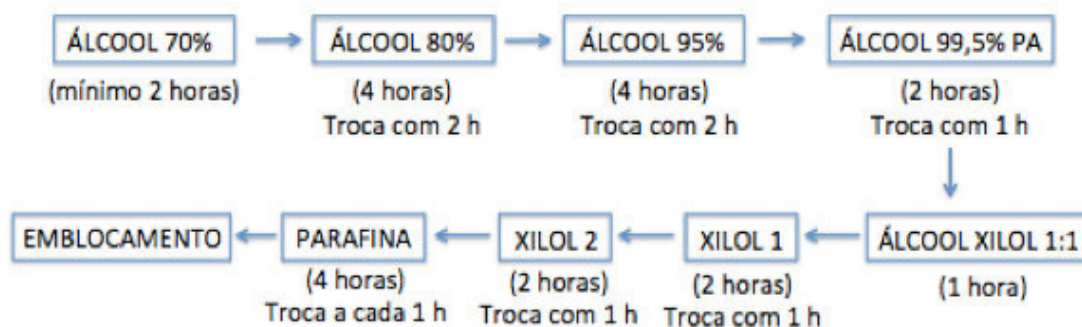 ÁLCOOL 70%
(mínimo 2 horas)
ÁLCOOL 80%
(4 horas)
Troca com 2 h
ÁLCOOL 95%
(4 horas)
Troca com 2 h
ÁLCOOL 99,5% PA
(2 horas)
Troca com 1 h
ÁLCOOL XILOL 1:1
(1 hora)
XILOL 1
(2 horas)
Troca com 1 h
XILOL 2
(2 horas)
Troca com 1 h
PARAFINA
(4 horas)
Troca a cada 1 h
EMBLOCAMENTO